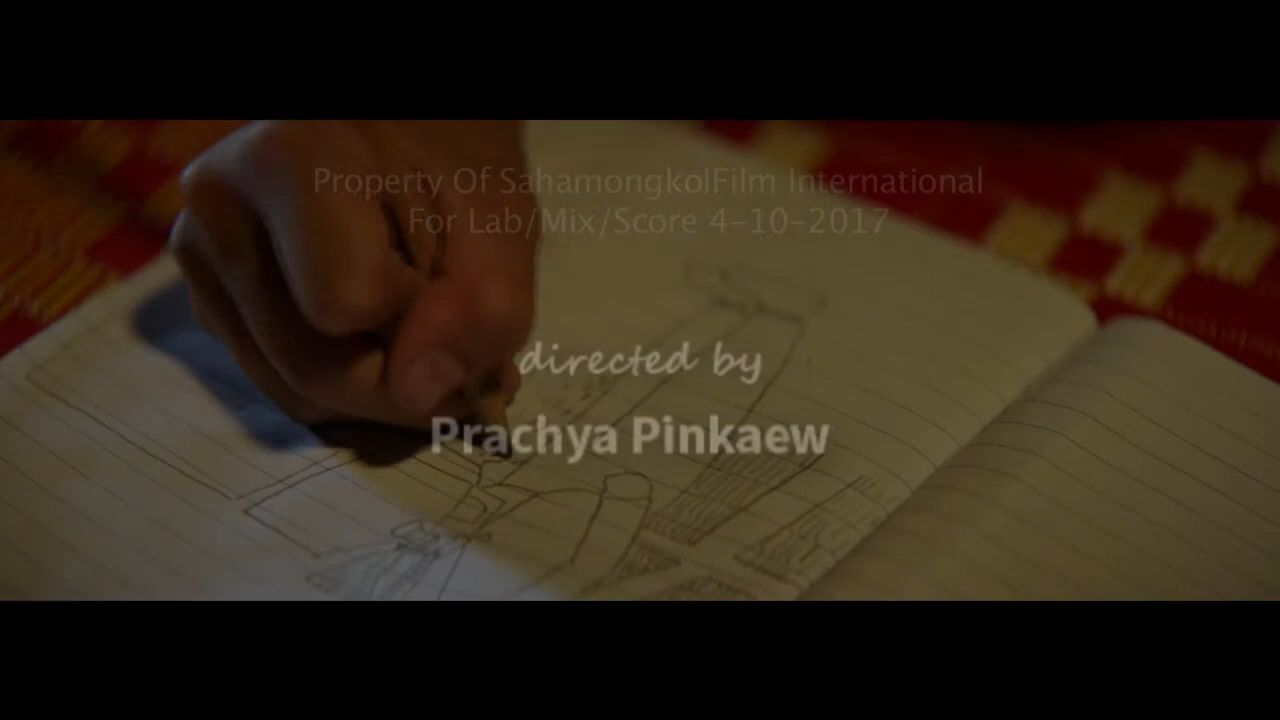 Property Of SahamongkolFilm International
For Lab/Mix/Score 4-10-2017
directed by
Prachya Pinkaew